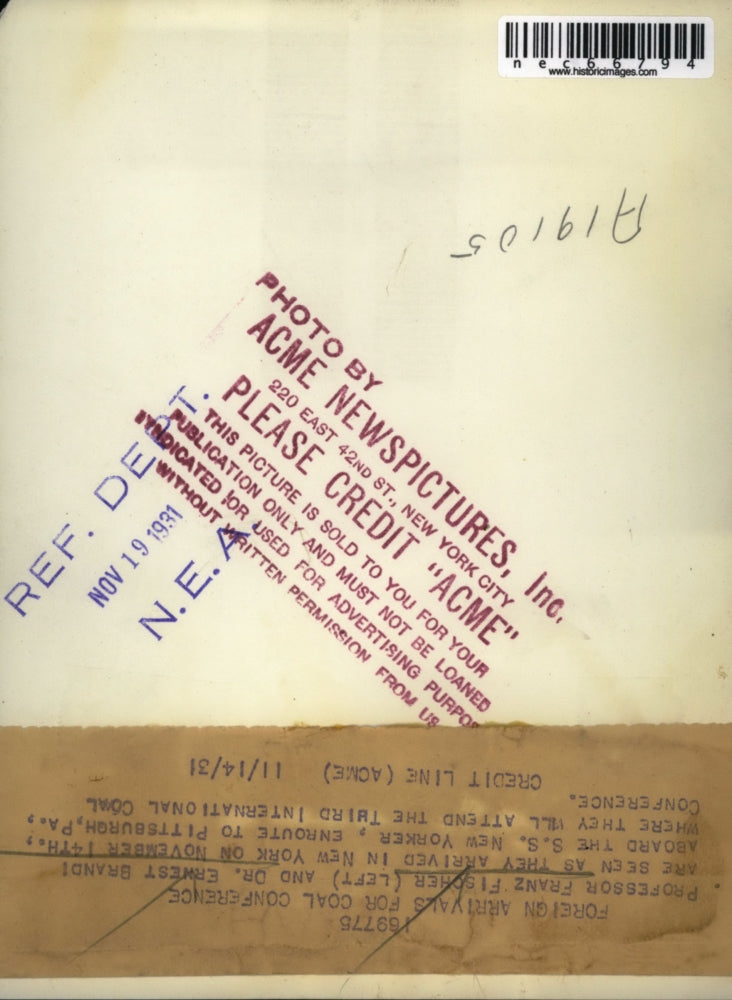 nec66794
www.historicimages.com
A19105
PHOTO BY
ACME NEWSPICTURES, Inc.
220 EAST 42ND ST., NEW YORK CITY
PLEASE CREDIT "ACME"
THIS PICTURE IS SOLD TO YOU FOR YOUR
PUBLICATION ONLY AND MUST NOT BE LOANED
SYNDICATED OR USED FOR ADVERTISING PURPOS
WITHOUT WRITTEN PERMISSION FROM US
REF. DEPT.
NOV 19 1931
N. E. A.
169775
FOREIGN ARRIVALS FOR COAL CONFERENCE
PROFESSOR FRANZ FISCHER (LEFT) AND DR. ERNEST BRANDI
ARE SEEN AS THEY ARRIVED IN NEW YORK ON NOVEMBER 14TH.,
ABOARD THE S.S. NEW YORKER, ENROUTE TO PITTSBURGH, PA.,
WHERE THEY WILL ATTEND THE THIRD INTERNATIONAL COAL
CONFERENCE.
CREDIT LINE (ACME) 11/14/31